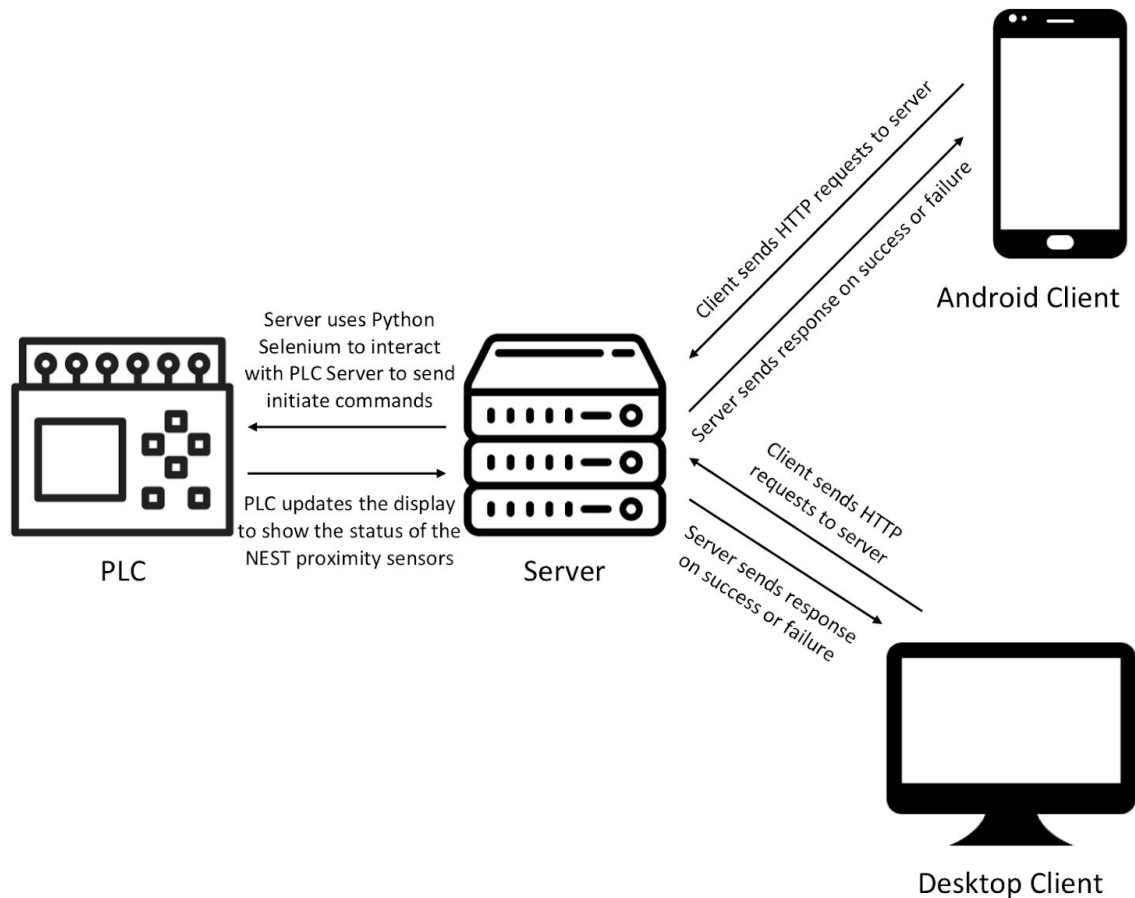 Client sends HTTP requests to server
Server sends response on success or failure
Android Client
Server uses Python
Selenium to interact
with PLC Server to send
initiate commands
PLC updates the display
to show the status of the
NEST proximity sensors
PLC
Server
Client sends HTTP
requests to server
Server sends response
on success or failure
Desktop Client